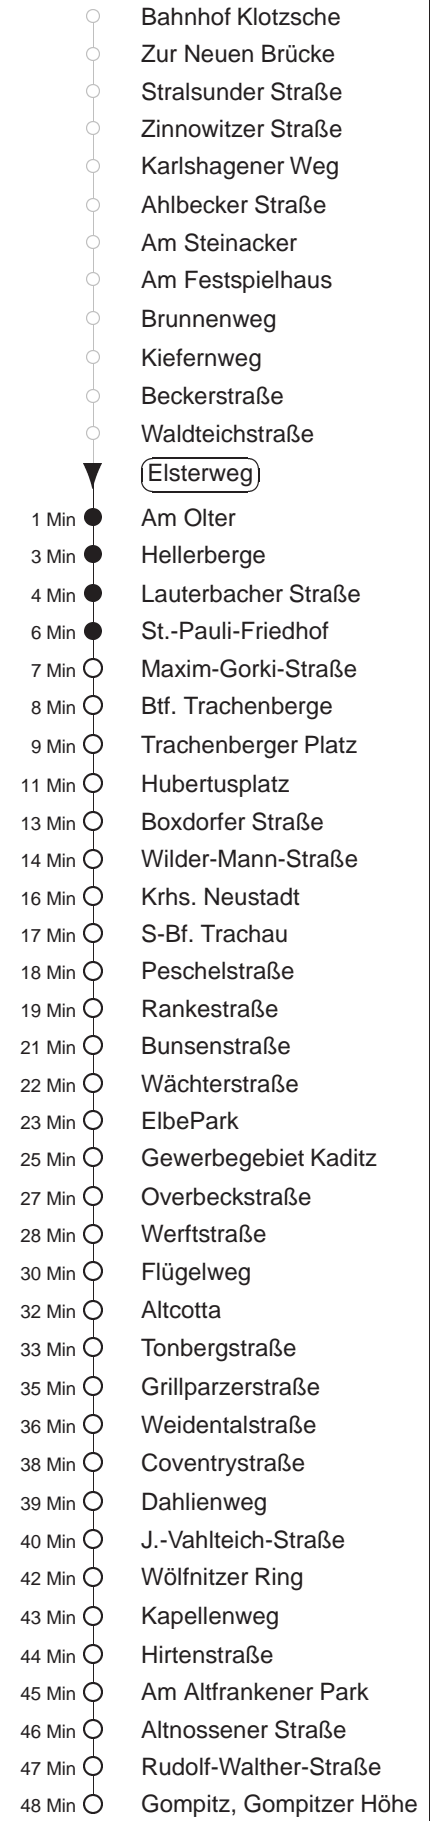 Bahnhof Klotzsche
Zur Neuen Brücke
Stralsunder Straße
Zinnowitzer Straße
Karlshagener Weg
Ahlbecker Straße
Am Steinacker
Am Festspielhaus
Brunnenweg
Kiefernweg
Beckerstraße
Waldteichstraße
Elsterweg
1 Min Am Olter
3 Min Hellerberge
4 Min Lauterbacher Straße
6 Min St.-Pauli-Friedhof
7 Min Maxim-Gorki-Straße
8 Min Btf. Trachenberge
9 Min Trachenberger Platz
11 Min Hubertusplatz
13 Min Boxdorfer Straße
14 Min Wilder-Mann-Straße
16 Min Krhs. Neustadt
17 Min S-Bf. Trachau
18 Min Peschelstraße
19 Min Rankestraße
21 Min Bunsenstraße
22 Min Wächterstraße
23 Min ElbePark
25 Min Gewerbegebiet Kaditz
27 Min Overbeckstraße
28 Min Werftstraße
30 Min Flügelweg
32 Min Altcotta
33 Min Tonbergstraße
35 Min Grillparzerstraße
36 Min Weidentalstraße
38 Min Coventrystraße
39 Min Dahlienweg
40 Min J.-Vahlteich-Straße
42 Min Wölfnitzer Ring
43 Min Kapellenweg
44 Min Hirtenstraße
45 Min Am Altfrankener Park
46 Min Altnossener Straße
47 Min Rudolf-Walther-Straße
48 Min Gompitz, Gompitzer Höhe